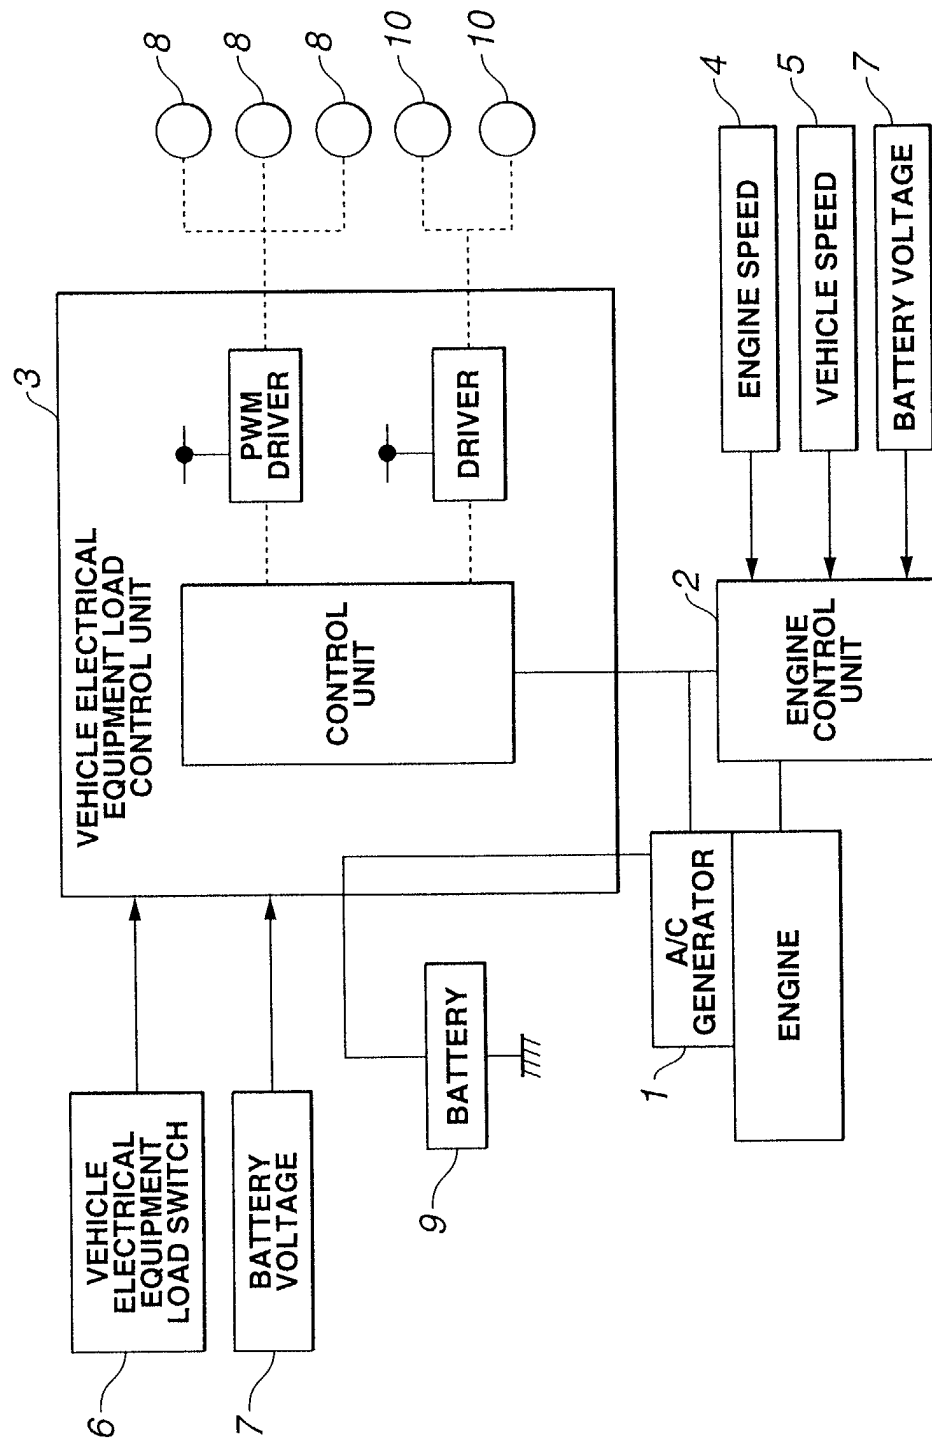 3
VEHICLE ELECTRICAL
EQUIPMENT LOAD
CONTROL UNIT
VEHICLE
ELECTRICAL
EQUIPMENT
LOAD SWITCH
6
BATTERY
VOLTAGE
7
CONTROL
UNIT
PWM
DRIVER
DRIVER
8
8
8
10
10
BATTERY
9
A/C
GENERATOR
1
ENGINE
ENGINE
CONTROL
UNIT
2
ENGINE SPEED
4
VEHICLE SPEED
5
BATTERY VOLTAGE
7